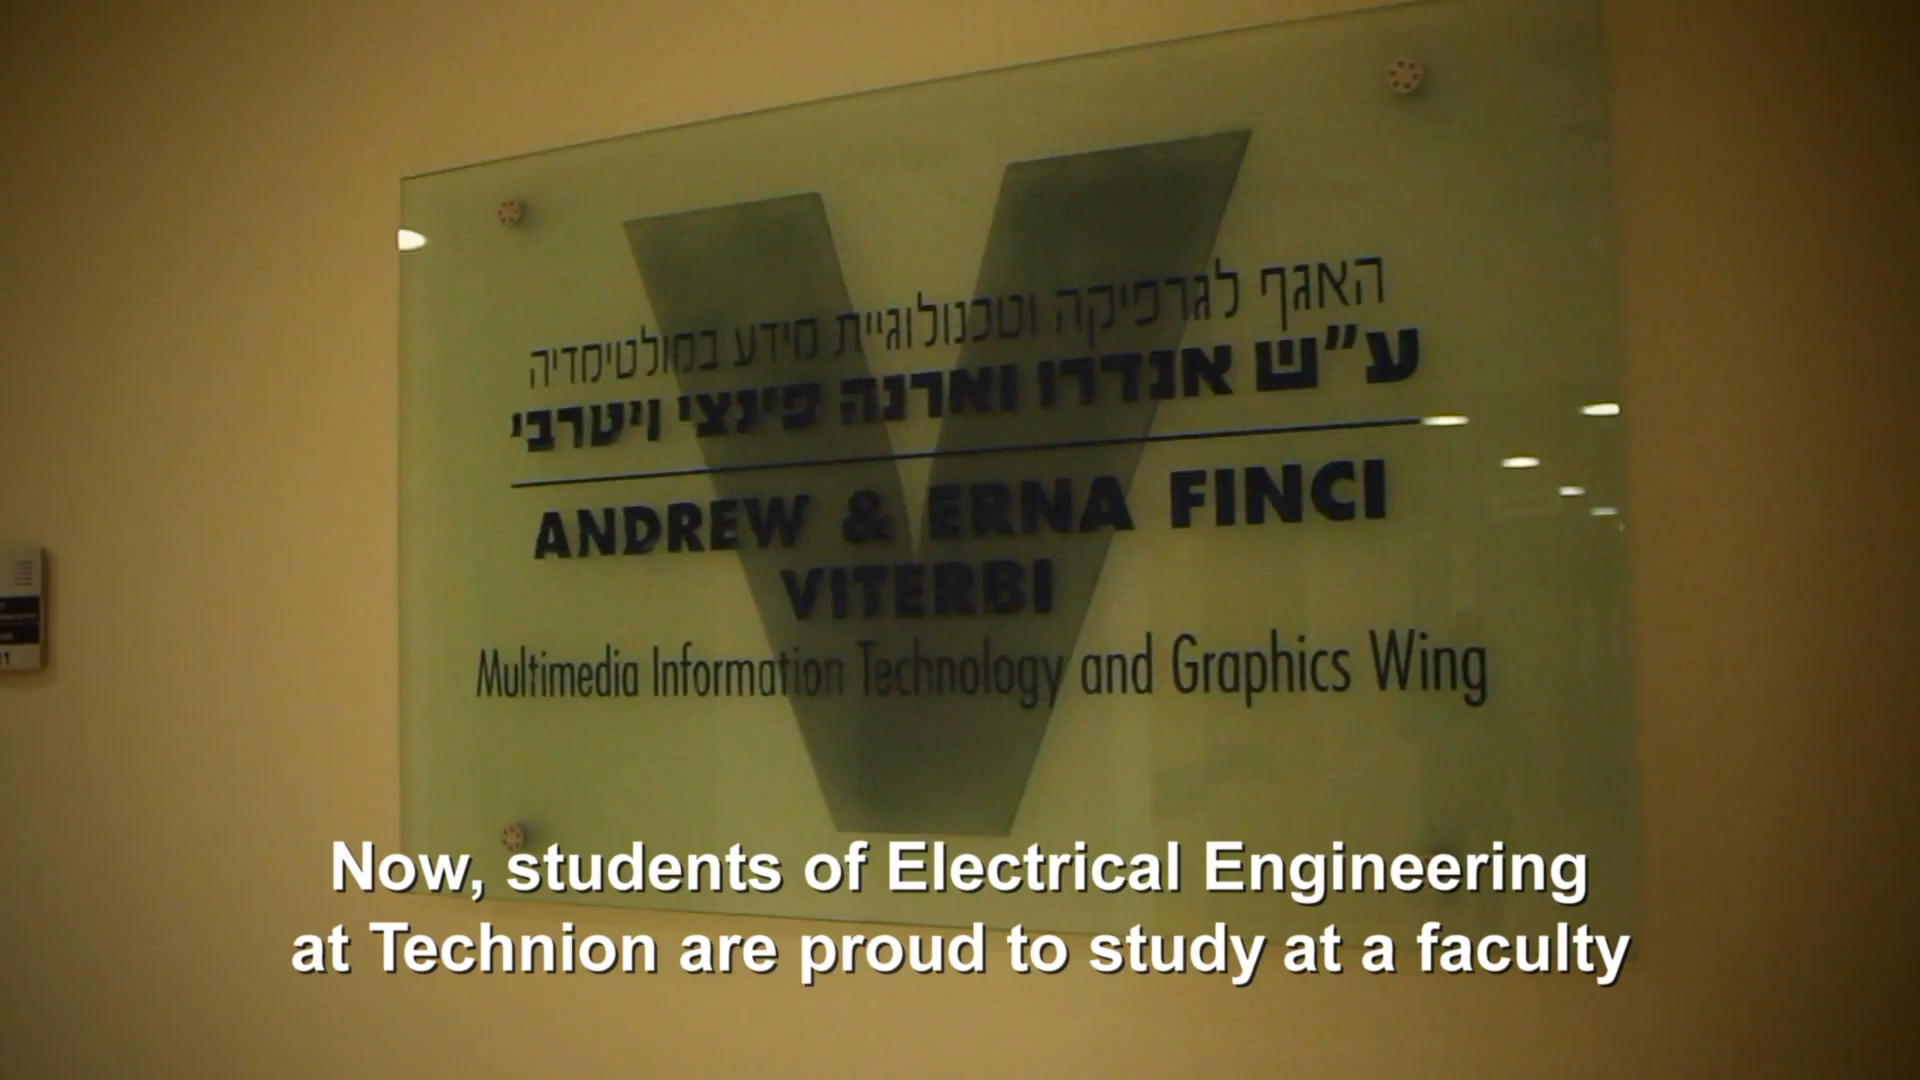 האגף לגרפיקה וטכנולוגיית מידע במולטימדיה
ע"ש אנדרו וארנה פינצי ויטרבי
ANDREW & ERNA FINCI
VITERBI
Multimedia Information Technology and Graphics Wing
Now, students of Electrical Engineering
at Technion are proud to study at a faculty